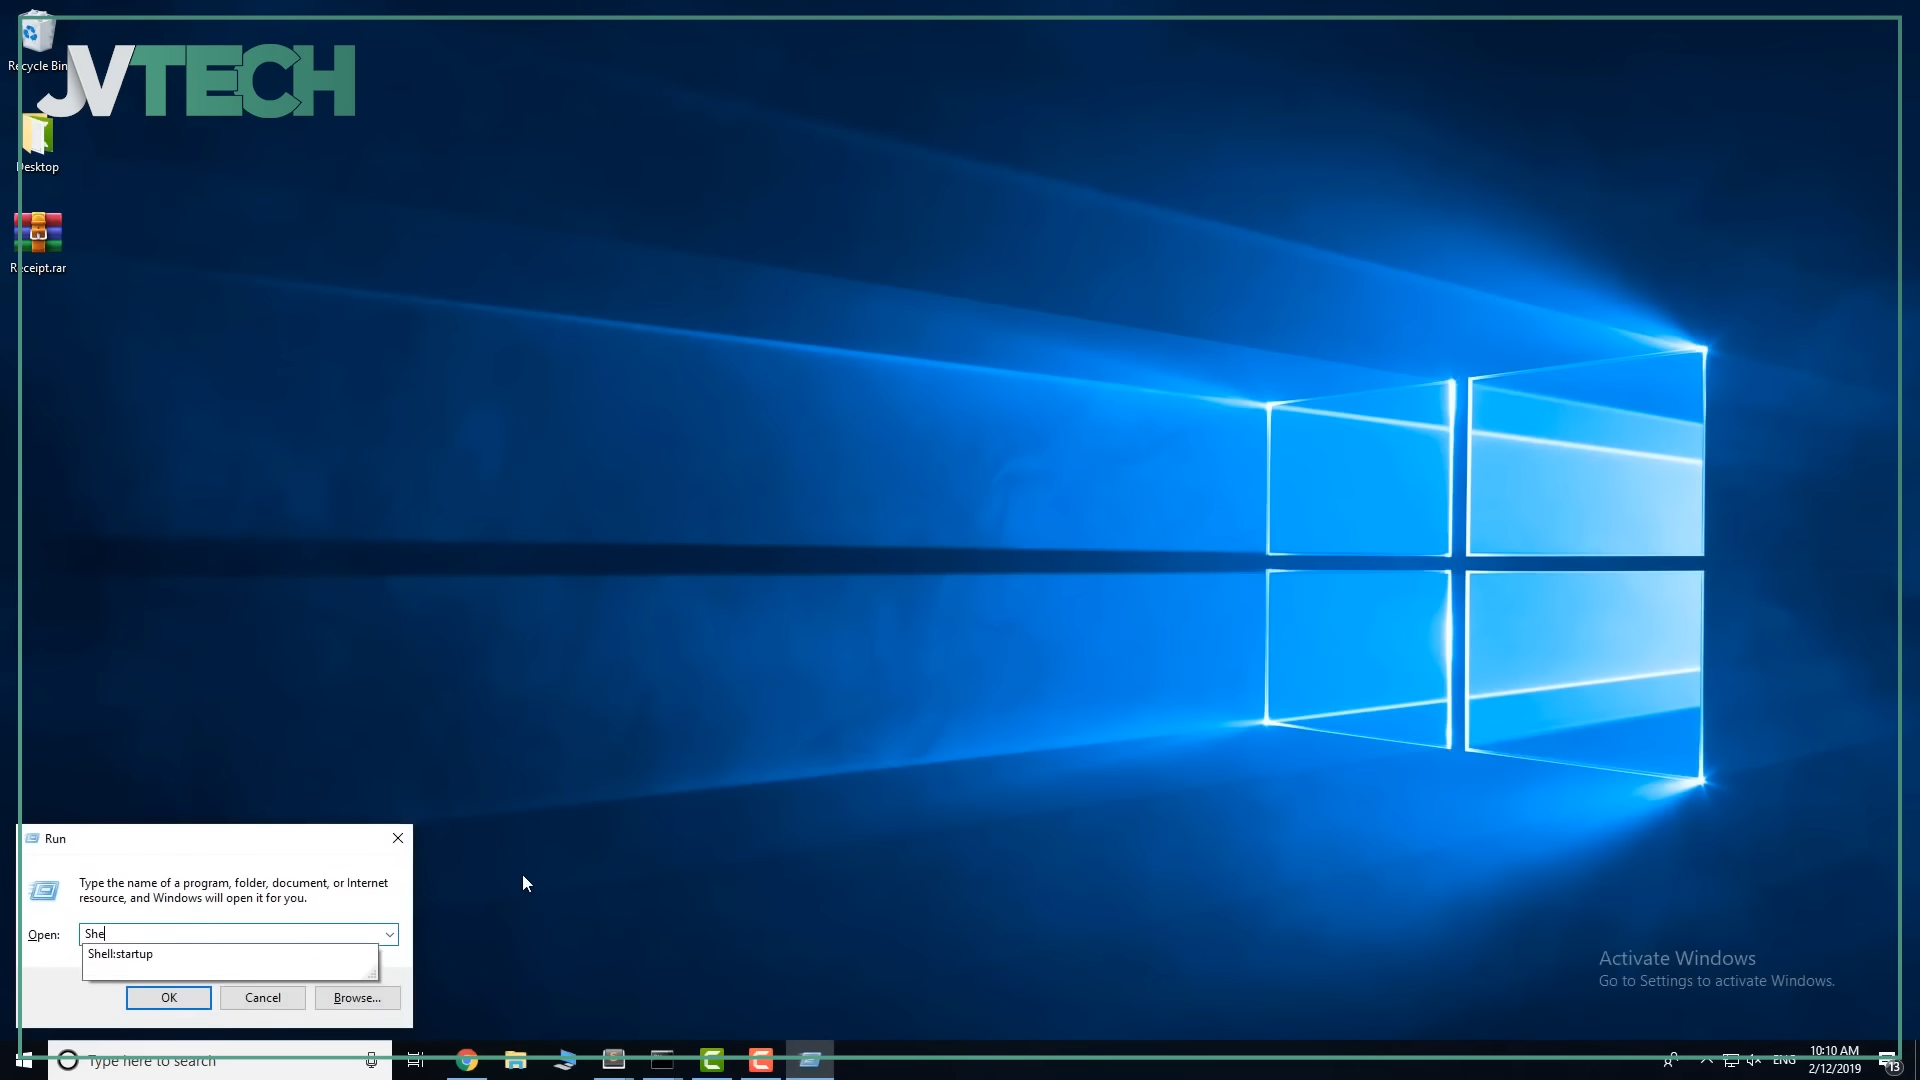 Recycle Bin
JVTECH
Desktop
Receipt.rar
Run
Type the name of a program, folder, document, or Internet
resource, and Windows will open it for you.
Open:
She
Shell:startup
OK
Cancel
Browse...
Activate Windows
Go to Settings to activate Windows.
Type here to search
ENG
10:10 AM
2/12/2019
13